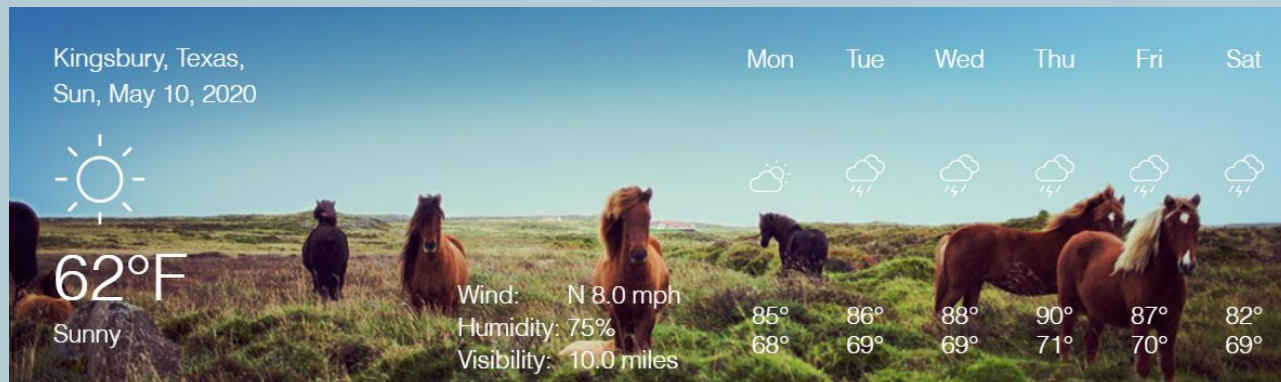 Kingsbury, Texas,
Sun, May 10, 2020
62°F
Sunny
Wind: N 8.0 mph
Humidity: 75%
Visibility: 10.0 miles
Mon Tue Wed Thu Fri Sat
85° 86° 88° 90° 87° 82°
68° 69° 69° 71° 70° 69°